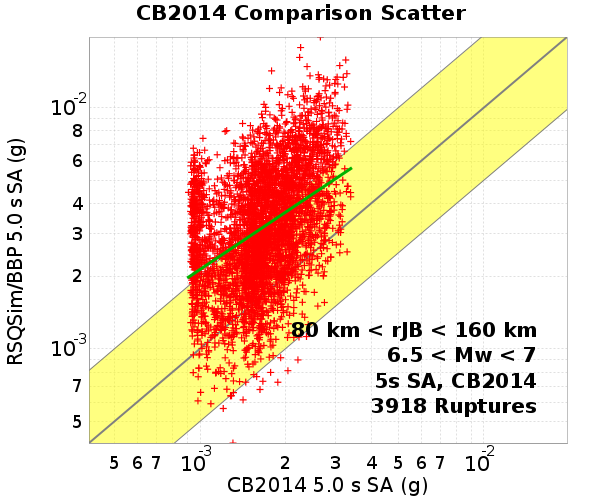 CB2014 Comparison Scatter
RSQSim/BBP 5.0 s SA (g)
10-2
8
6
4
3
2
10-3
7
5
80 km < rJB < 160 km
6.5 < Mw < 7
5s SA, CB2014
3918 Ruptures
5 6 7 10-3 2 3 4 5 6 7 10-2
CB2014 5.0 s SA (g)